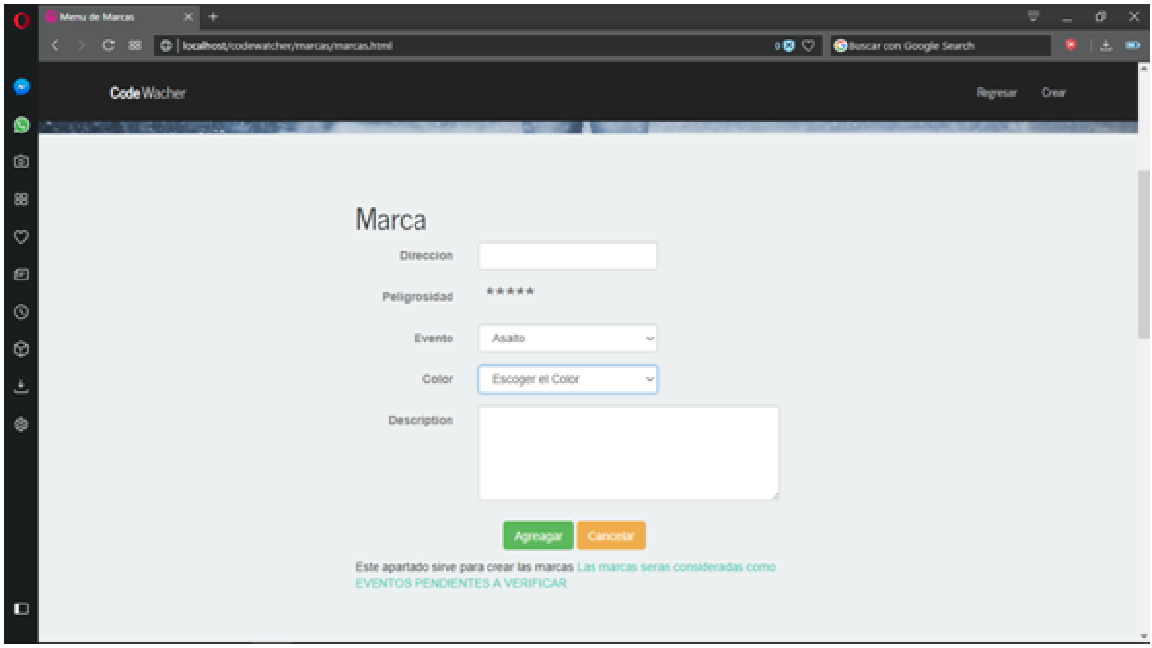 Menu de Marcas
localhost/codewatcher/marcas/marcas.html
0
Buscar con Google Search
Code Wacher
Regresar
Crear
Marca
Direccion
Peligrosidad *****
Evento Asalto
Color Escoger el Color
Description
Agreagar Cancelar
Este apartado sirve para crear las marcas Las marcas seran consideradas como
EVENTOS PENDIENTES A VERIFICAR